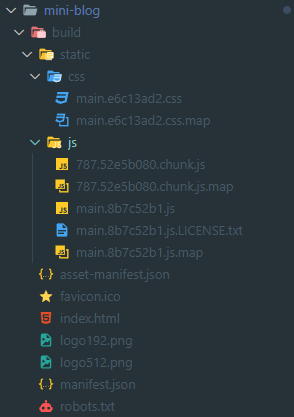 mini-blog
build
static
css
main.e6c13ad2.css
main.e6c13ad2.css.map
js
787.52e5b080.chunk.js
787.52e5b080.chunk.js.map
main.8b7c52b1.js
main.8b7c52b1.js.LICENSE.txt
main.8b7c52b1.js.map
asset-manifest.json
favicon.ico
index.html
logo192.png
logo512.png
manifest.json
robots.txt